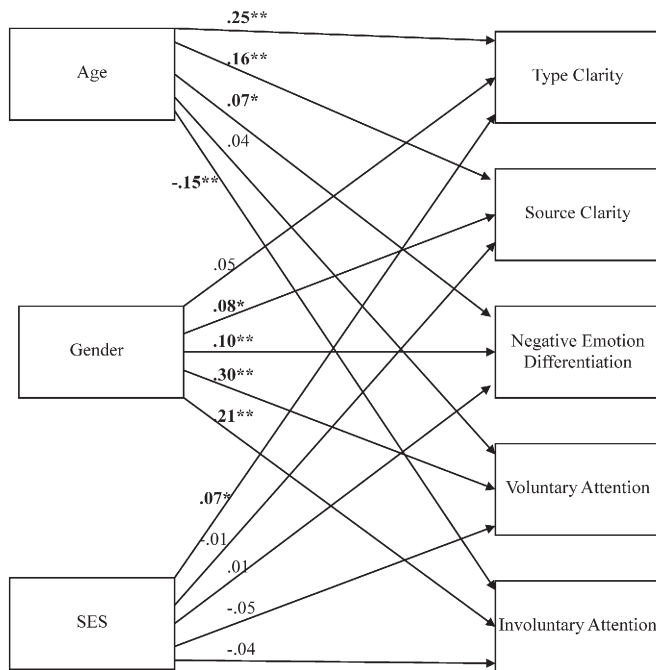 .25**
Age
.16**
Type Clarity
.07*
.04
-.15**
Source Clarity
.05
.08*
Gender
.10**
Negative Emotion
Differentiation
.30**
.21**
.07*
Voluntary Attention
-.01
.01
-.05
SES
Involuntary Attention
-.04